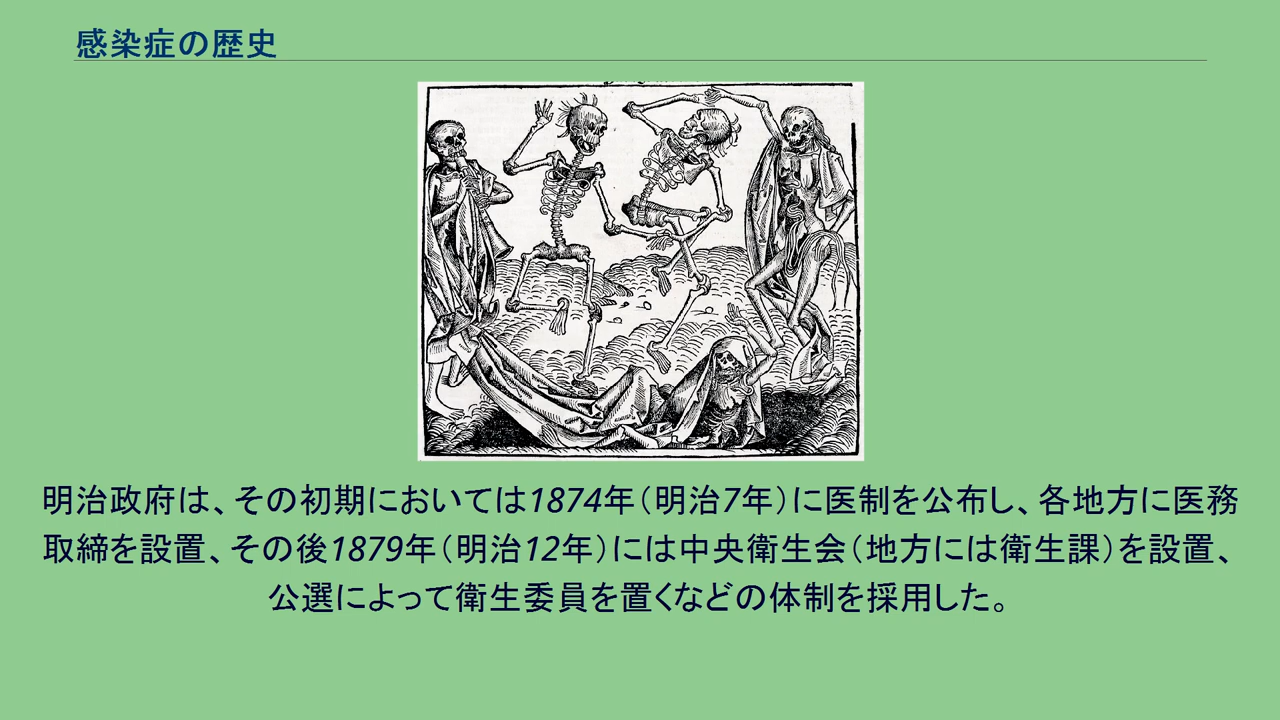 感染症の歴史
明治政府は、その初期においては1874年（明治7年）に医制を公布し、各地方に医務
取締を設置、その後1879年（明治12年）には中央衛生会（地方には衛生課）を設置、
公選によって衛生委員を置くなどの体制を採用した。